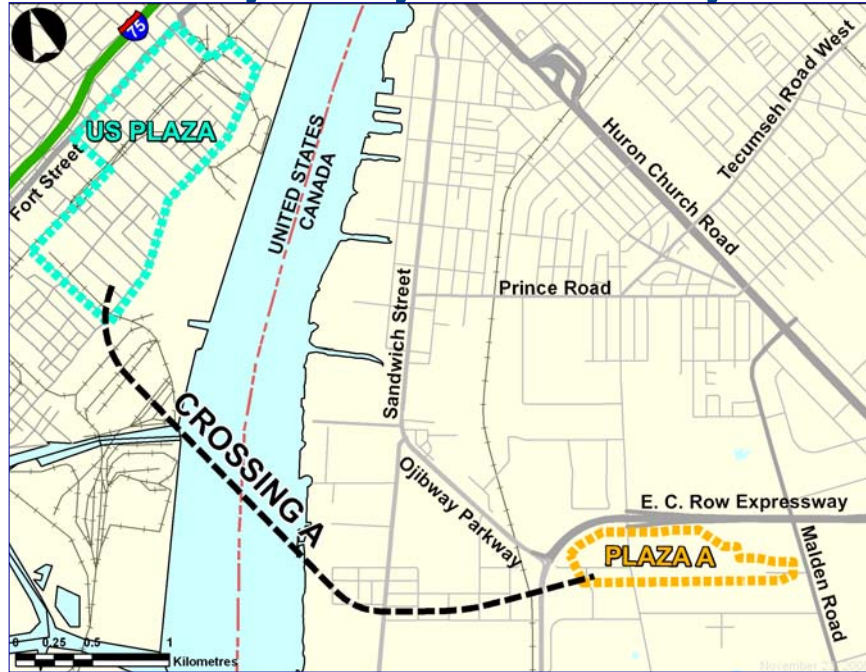 75
US PLAZA
Fort Street
UNITED STATES
CANADA
Huron Church Road
Tecumseh Road West
Sandwich Street
Prince Road
CROSSING A
Ojibway Parkway
E. C. Row Expressway
PLAZA A
Malden Road
0 0.25 0.5 1
Kilometres
November